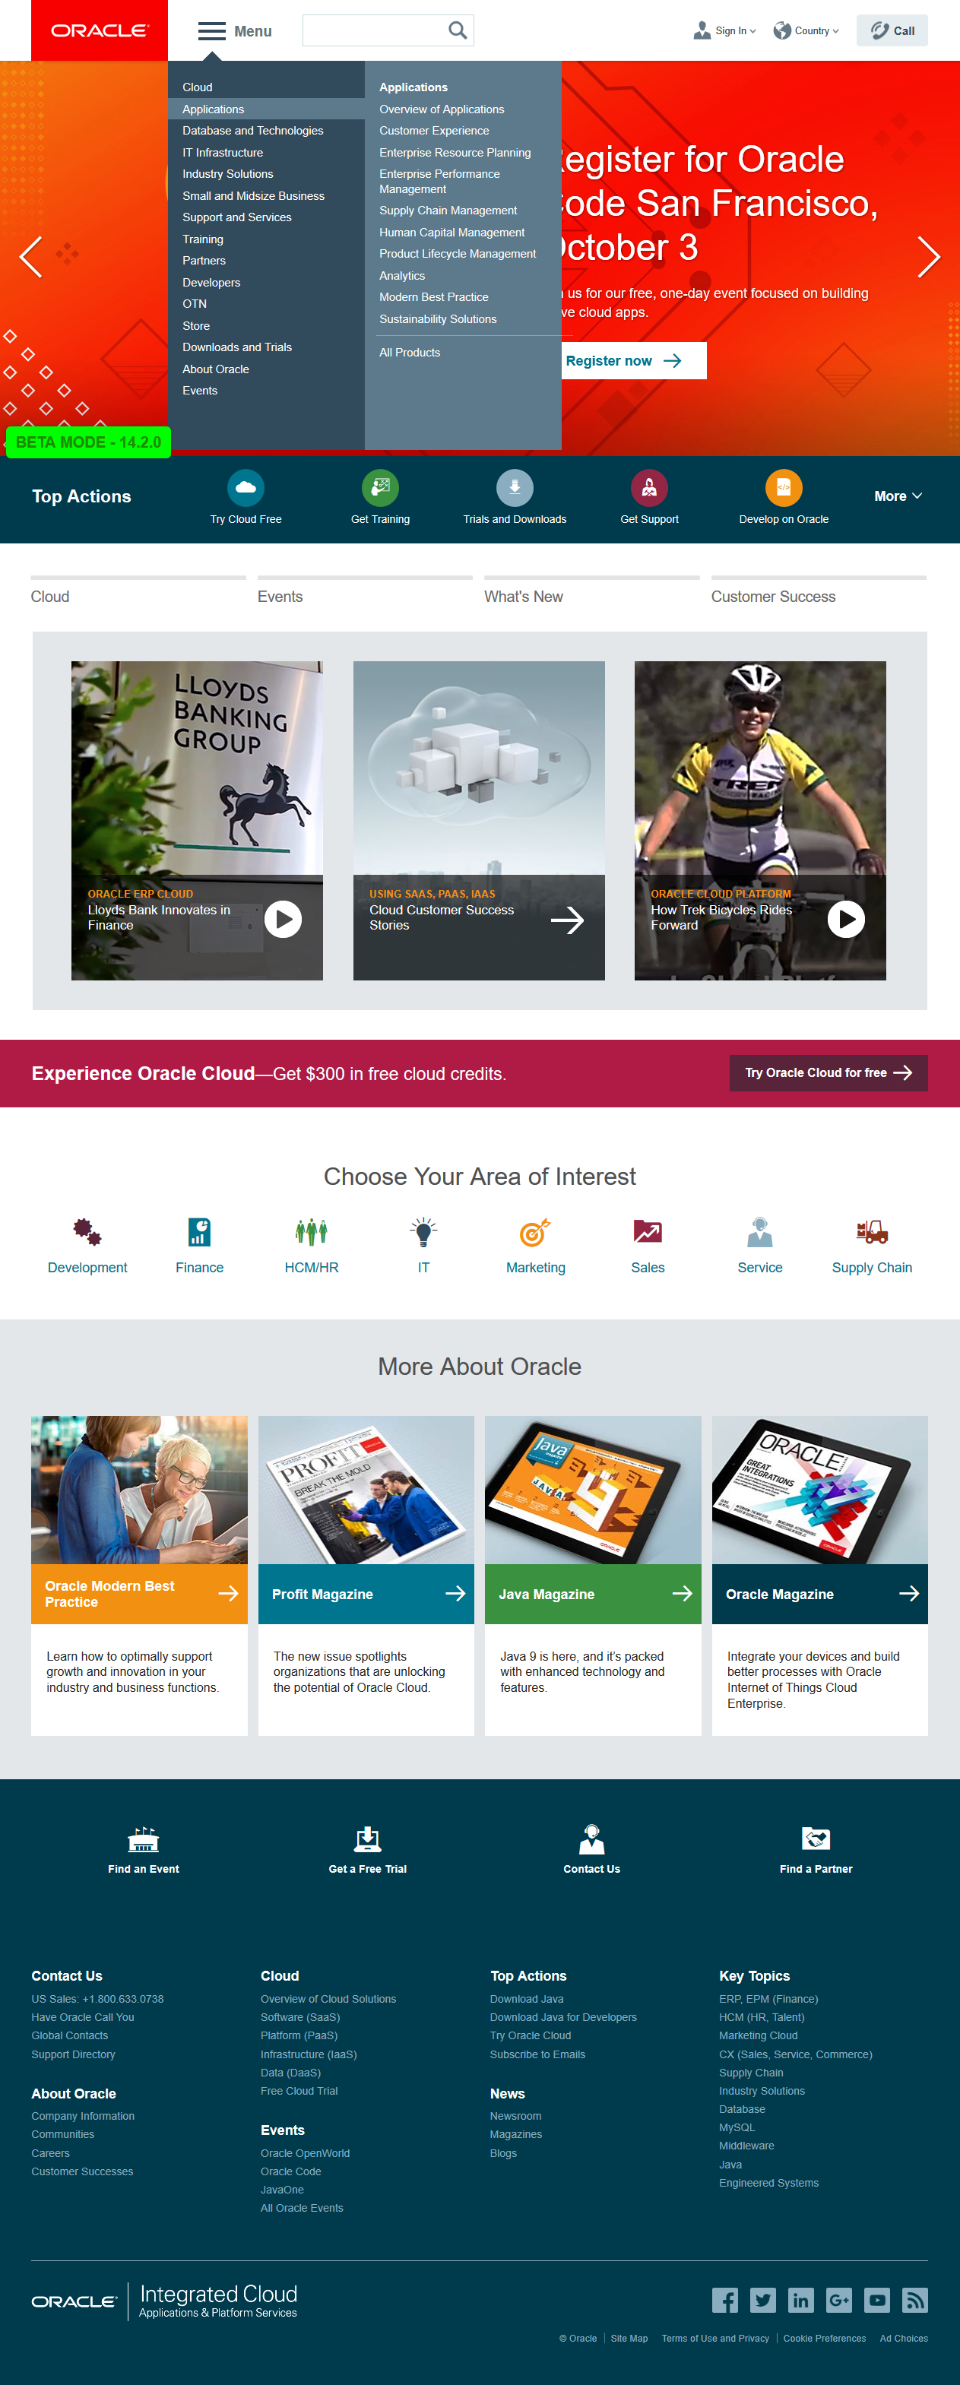 ORACLE
Menu
Sign In
Country
Call
Cloud
Applications
Database and Technologies
IT Infrastructure
Industry Solutions
Small and Midsize Business
Support and Services
Training
Partners
Developers
OTN
Store
Downloads and Trials
About Oracle
Events
Applications
Overview of Applications
Customer Experience
Enterprise Resource Planning
Enterprise Performance
Management
Supply Chain Management
Human Capital Management
Product Lifecycle Management
Analytics
Modern Best Practice
Sustainability Solutions
All Products
egister for Oracle
ode San Francisco,
ctober 3
us for our free, one-day event focused on building
ve cloud apps.
Register now
BETA MODE - 14.2.0
Top Actions
Try Cloud Free
Get Training
Trials and Downloads
Get Support
Develop on Oracle
More
Cloud
Events
What's New
Customer Success
LLOYDS
BANKING
GROUP
ORACLE ERP CLOUD
Lloyds Bank Innovates in
Finance
USING SAAS, PAAS, IAAS
Cloud Customer Success
Stories
TREK
ORACLE CLOUD PLATFORM
How Trek Bicycles Rides
Forward
Experience Oracle Cloud—Get $300 in free cloud credits.
Try Oracle Cloud for free
Choose Your Area of Interest
Development
Finance
HCM/HR
IT
Marketing
Sales
Service
Supply Chain
More About Oracle
PROFIT
BREAK THE MOLD
Java
JAVA
ORACLE
GREAT
INTEGRATIONS
Oracle Modern Best
Practice
Profit Magazine
Java Magazine
Oracle Magazine
Learn how to optimally support
growth and innovation in your
industry and business functions.
The new issue spotlights
organizations that are unlocking
the potential of Oracle Cloud.
Java 9 is here, and it's packed
with enhanced technology and
features.
Integrate your devices and build
better processes with Oracle
Internet of Things Cloud
Enterprise.
Find an Event
Get a Free Trial
Contact Us
Find a Partner
Contact Us
US Sales: +1.800.633.0738
Have Oracle Call You
Global Contacts
Support Directory
About Oracle
Company Information
Communities
Careers
Customer Successes
Cloud
Overview of Cloud Solutions
Software (SaaS)
Platform (PaaS)
Infrastructure (IaaS)
Data (DaaS)
Free Cloud Trial
Events
Oracle OpenWorld
Oracle Code
JavaOne
All Oracle Events
Top Actions
Download Java
Download Java for Developers
Try Oracle Cloud
Subscribe to Emails
News
Newsroom
Magazines
Blogs
Key Topics
ERP, EPM (Finance)
HCM (HR, Talent)
Marketing Cloud
CX (Sales, Service, Commerce)
Supply Chain
Industry Solutions
Database
MySQL
Middleware
Java
Engineered Systems
ORACLE
Integrated Cloud
Applications & Platform Services
© Oracle
Site Map
Terms of Use and Privacy
Cookie Preferences
Ad Choices